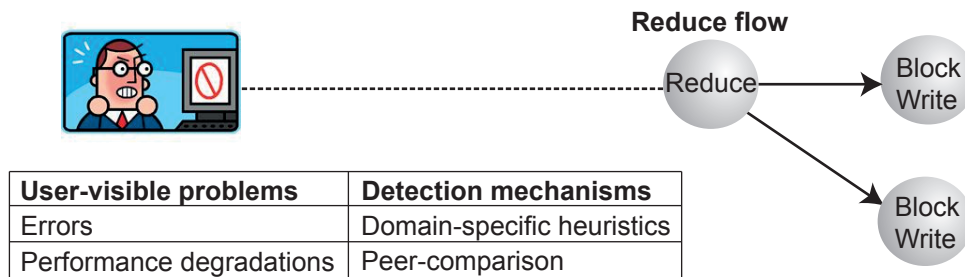 Reduce flow
Reduce
Block
Write
Block
Write
User-visible problems Detection mechanisms
Errors Domain-specific heuristics
Performance degradations Peer-comparison